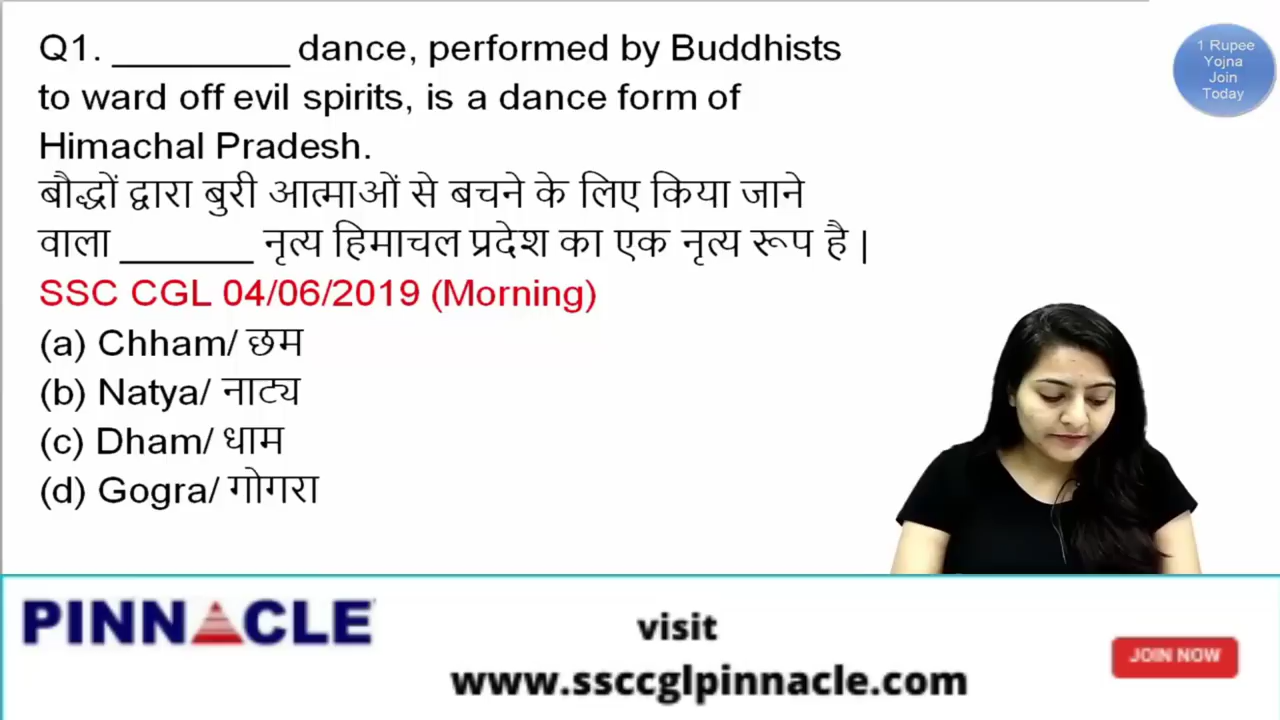 Q1. _________ dance, performed by Buddhists
to ward off evil spirits, is a dance form of
Himachal Pradesh.
बौद्धों द्वारा बुरी आत्माओं से बचने के लिए किया जाने
वाला _______ नृत्य हिमाचल प्रदेश का एक नृत्य रूप है |
SSC CGL 04/06/2019 (Morning)
(a) Chham/ छम
(b) Natya/ नाट्य
(c) Dham/ धाम
(d) Gogra/ गोगरा
1 Rupee
Yojna
Join
Today
PINNACLE
visit
www.ssccglpinnacle.com
JOIN NOW